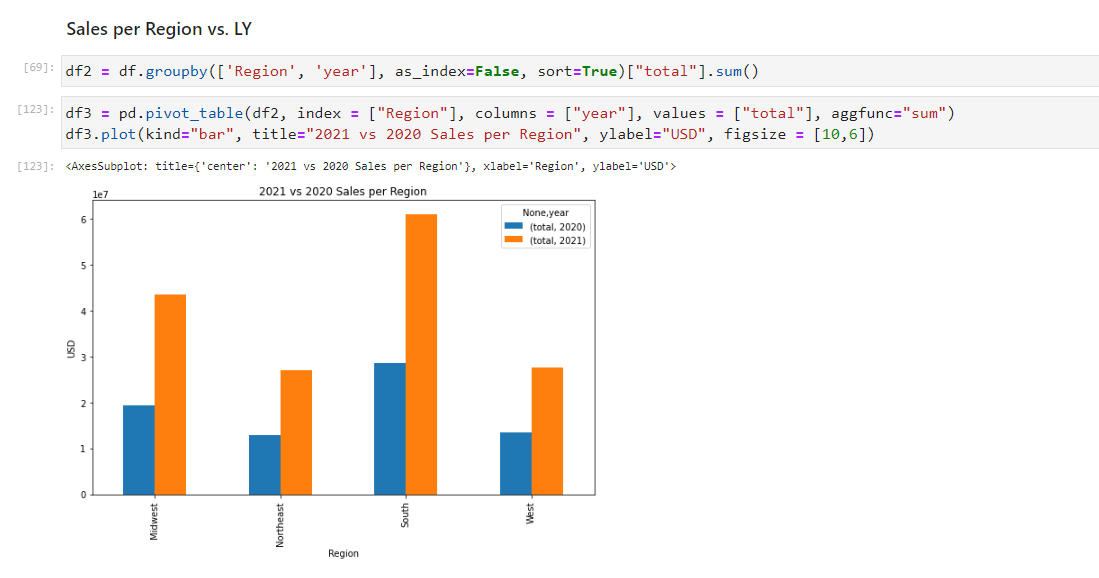 Sales per Region vs. LY
[69]: df2 = df.groupby(['Region', 'year'], as_index=False, sort=True)["total"].sum()
[123]: df3 = pd.pivot_table(df2, index = ["Region"], columns = ["year"], values = ["total"], aggfunc="sum")
df3.plot(kind="bar", title="2021 vs 2020 Sales per Region", ylabel="USD", figsize = [10,6])
[123]: <AxesSubplot: title={'center': '2021 vs 2020 Sales per Region'}, xlabel='Region', ylabel='USD'>
2021 vs 2020 Sales per Region
1e7
None,year
(total, 2020)
(total, 2021)
6
5
4
3
2
1
0
USD
Midwest
Northeast
South
West
Region